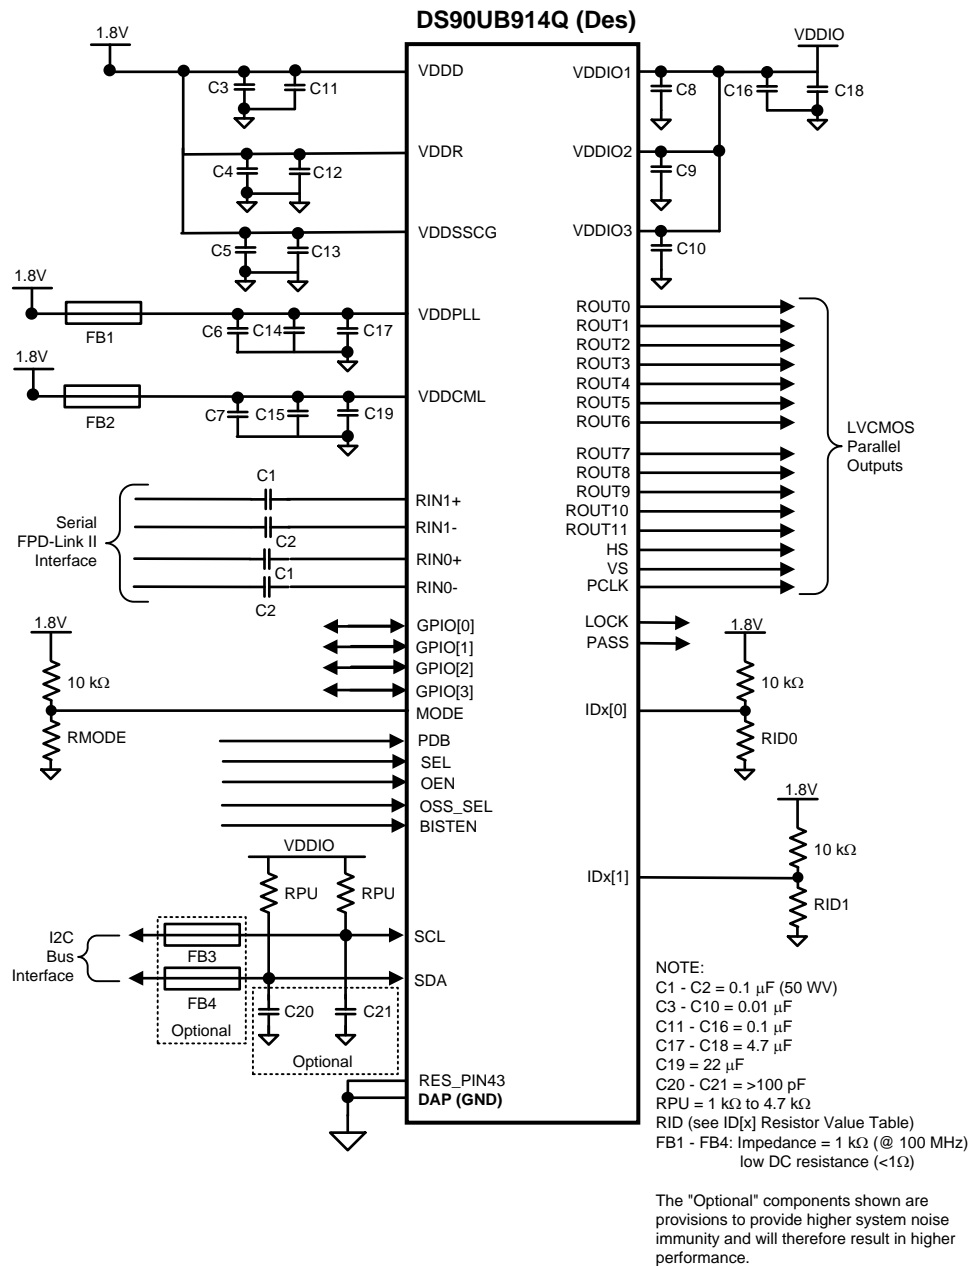 DS90UB914Q (Des)
1.8V
VDDIO
VDDD
VDDIO1
C3
C11
C8
C16
C18
VDDR
VDDIO2
C4
C12
C9
VDDSSCG
VDDIO3
C5
C13
C10
1.8V
FB1
VDDPLL
C6
C14
C17
1.8V
FB2
VDDCML
C7
C15
C19
ROUT0
ROUT1
ROUT2
ROUT3
ROUT4
ROUT5
ROUT6
ROUT7
ROUT8
ROUT9
ROUT10
ROUT11
HS
VS
PCLK
LVCMOS
Parallel
Outputs
Serial
FPD-Link II
Interface
C1
C2
C1
C2
RIN1+
RIN1-
RIN0+
RIN0-
LOCK
PASS
1.8V
10 kΩ
RMODE
GPIO[0]
GPIO[1]
GPIO[2]
GPIO[3]
MODE
PDB
SEL
OEN
OSS_SEL
BISTEN
1.8V
10 kΩ
IDx[0]
RID0
1.8V
10 kΩ
IDx[1]
RID1
VDDIO
RPU
RPU
I2C
Bus
Interface
FB3
SCL
FB4
SDA
Optional
C20
C21
Optional
RES_PIN43
DAP (GND)
NOTE:
C1 - C2 = 0.1 μF (50 WV)
C3 - C10 = 0.01 μF
C11 - C16 = 0.1 μF
C17 - C18 = 4.7 μF
C19 = 22 μF
C20 - C21 = >100 pF
RPU = 1 kΩ to 4.7 kΩ
RID (see ID[x] Resistor Value Table)
FB1 - FB4: Impedance = 1 kΩ (@ 100 MHz)
low DC resistance (<1Ω)
The "Optional" components shown are
provisions to provide higher system noise
immunity and will therefore result in higher
performance.